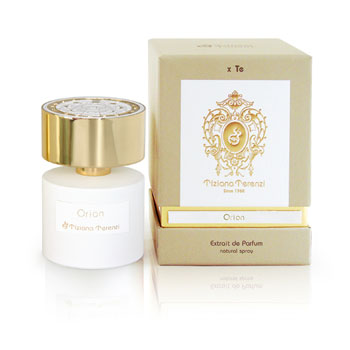 x Te
Tiziana Terenzi
Since 1968
Orion
Extrait de Parfum
natural spray
Orion
Tiziana Terenzi